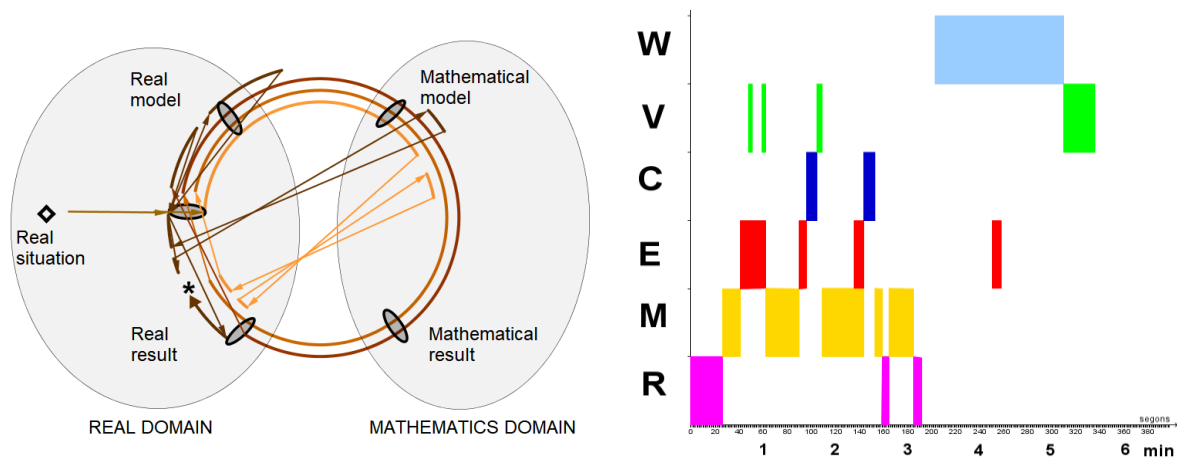 Real
model
Mathematical
model
Real
situation
*
Real
result
Mathematical
result
REAL DOMAIN
MATHEMATICS DOMAIN
W
V
C
E
M
R
segons
0 20 40 60 80 100 120 140 160 180 200 220 240 260 280 300 320 340 360 380
1 2 3 4 5 6 min